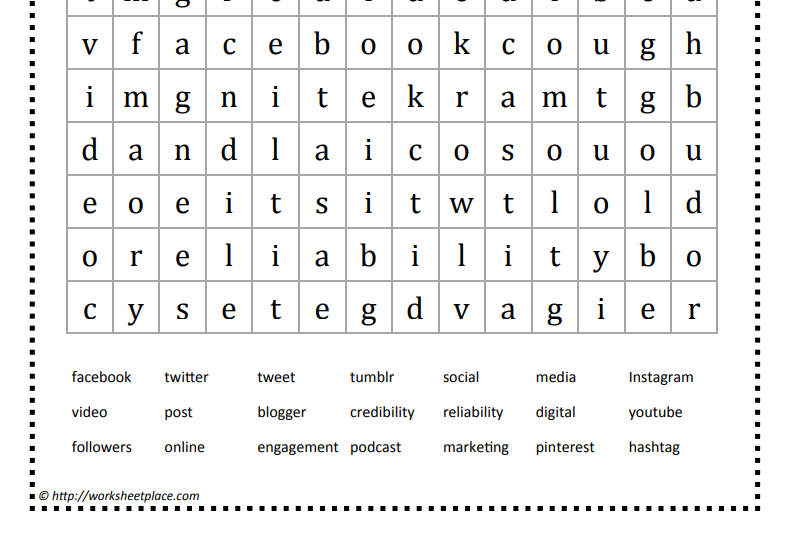 v f a c e b o o k c o u g h
i m g n i t e k r a m t g b
d a n d l a i c o s o u o u
e o e i t s i t w t l o l d
o r e l i a b i l i t y b o
c y s e t e g d v a g i e r
facebook twitter tweet tumblr social media Instagram
video post blogger credibility reliability digital youtube
followers online engagement podcast marketing pinterest hashtag
© http://worksheetplace.com